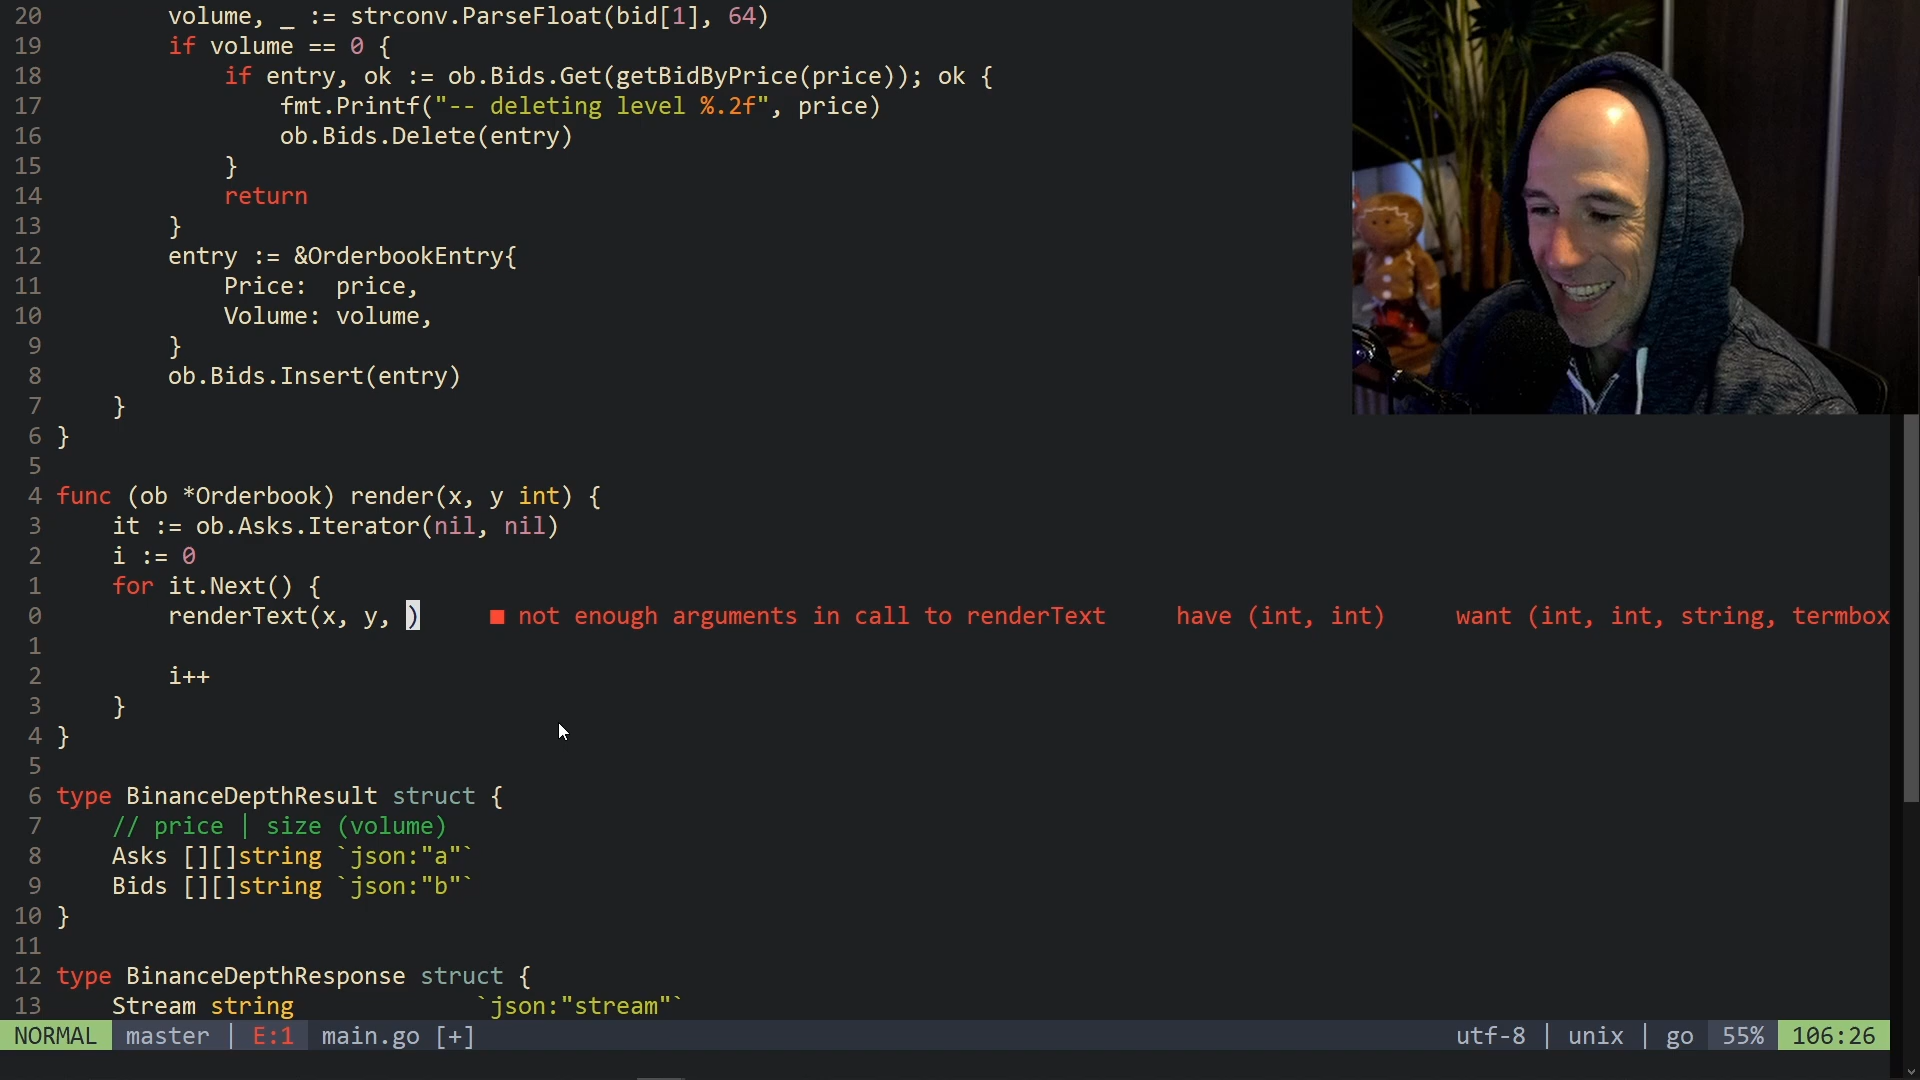 20 volume, _ := strconv.ParseFloat(bid[1], 64)
19 if volume == 0 {
18 if entry, ok := ob.Bids.Get(getBidByPrice(price)); ok {
17 fmt.Printf("-- deleting level %.2f", price)
16 ob.Bids.Delete(entry)
15 }
14 return
13 }
12 entry := &OrderbookEntry{
11 Price:  price,
10 Volume: volume,
9 }
8 ob.Bids.Insert(entry)
7 }
6 }
5
4 func (ob *Orderbook) render(x, y int) {
3 it := ob.Asks.Iterator(nil, nil)
2 i := 0
1 for it.Next() {
0 renderText(x, y, ) ■ not enough arguments in call to renderText have (int, int) want (int, int, string, termbox
1
2 i++
3 }
4 }
5
6 type BinanceDepthResult struct {
7 // price | size (volume)
8 Asks [][]string `json:"a"`
9 Bids [][]string `json:"b"`
10 }
11
12 type BinanceDepthResponse struct {
13 Stream string `json:"stream"`
NORMAL master | E:1 main.go [+] utf-8 | unix | go 55% 106:26